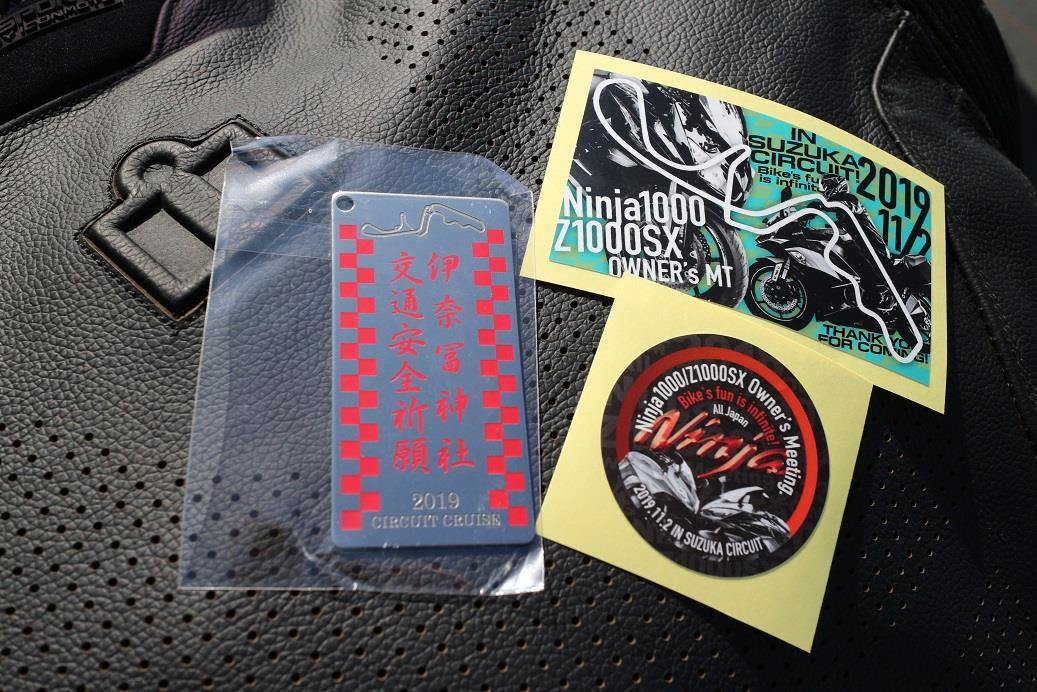 伊奈冨神社
交通安全祈願
2019
CIRCUIT CRUISE
IN
SUZUKA
CIRCUIT!
Bike's fun
is infinite
2019
11/2
Ninja1000
Z1000SX
OWNER's MT
THANK YOU
FOR COMING!
Ninja 1000/Z1000SX Owner's Meeting.
Bike's fun is infinite!
All Japan
Ninja
2019.11.2 IN SUZUKA CIRCUIT